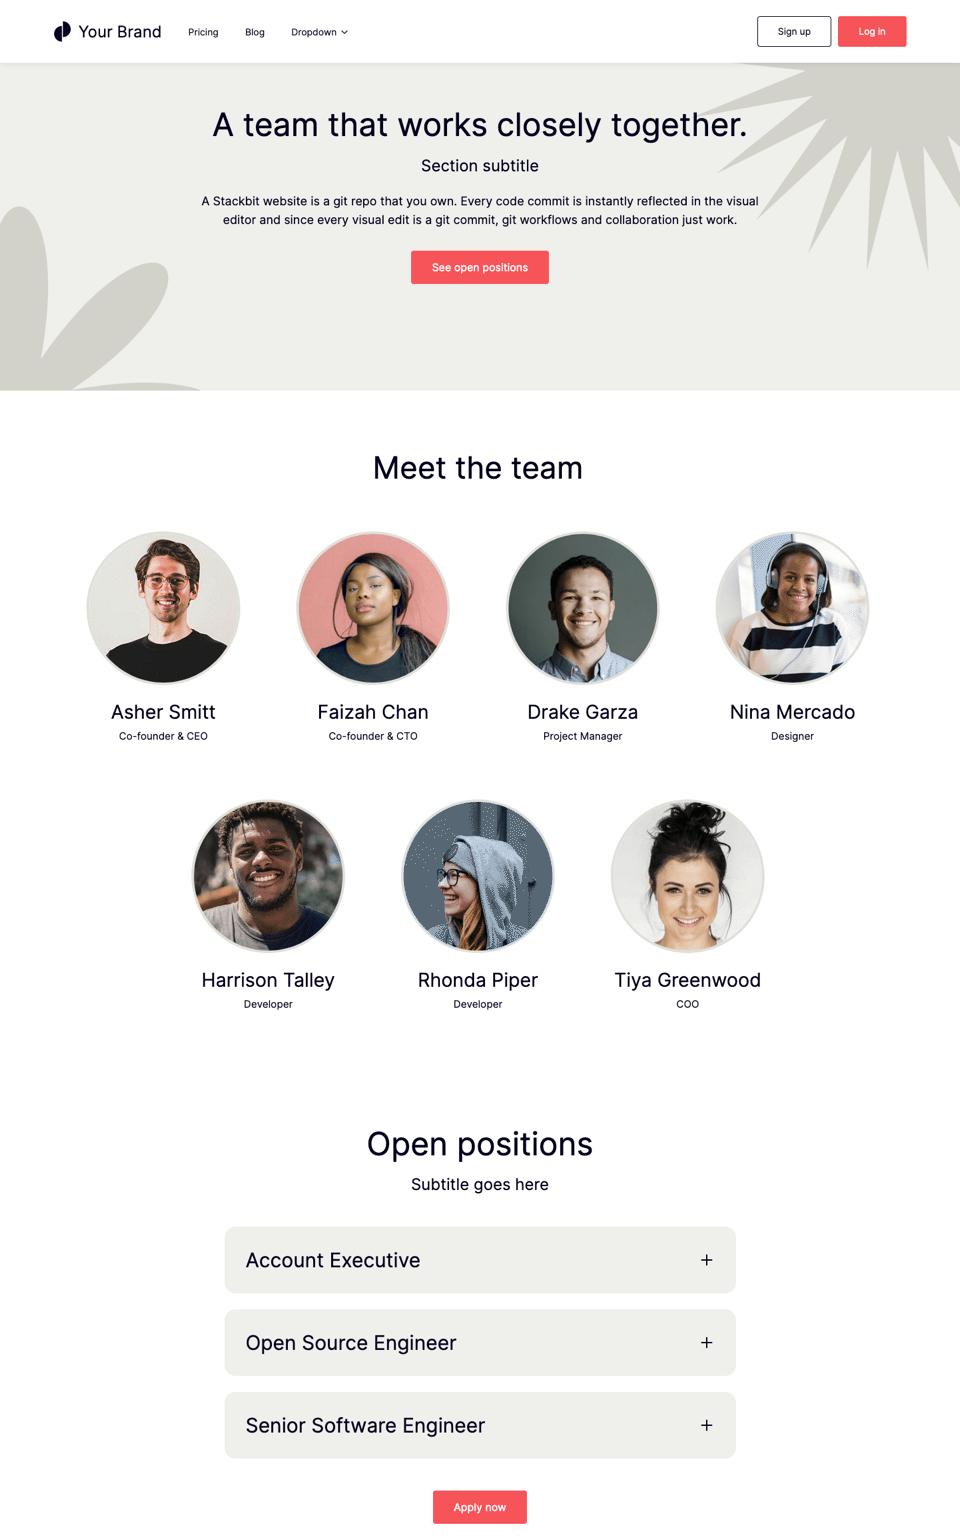 Your Brand
Pricing
Blog
Dropdown
Sign up
Log in
A team that works closely together.
Section subtitle
A Stackbit website is a git repo that you own. Every code commit is instantly reflected in the visual
editor and since every visual edit is a git commit, git workflows and collaboration just work.
See open positions
Meet the team
Asher Smitt
Co-founder & CEO
Faizah Chan
Co-founder & CTO
Drake Garza
Project Manager
Nina Mercado
Designer
Harrison Talley
Developer
Rhonda Piper
Developer
Tiya Greenwood
COO
Open positions
Subtitle goes here
Account Executive
Open Source Engineer
Senior Software Engineer
Apply now